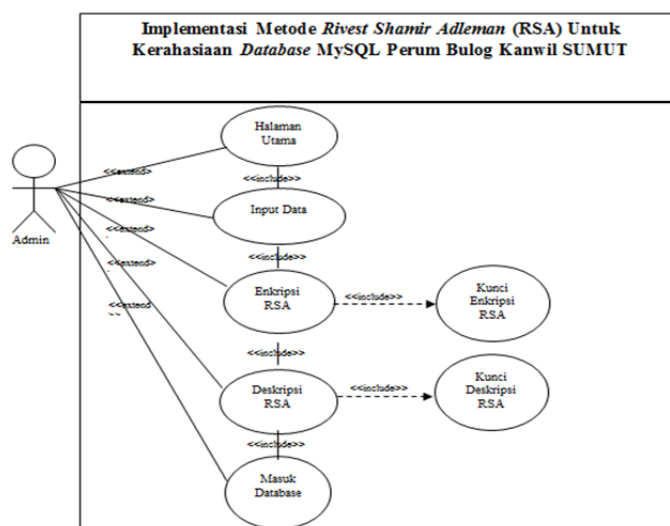 Implementasi Metode Rivest Shamir Adleman (RSA) Untuk
Kerahasiaan Database MySQL Perum Bulog Kanwil SUMUT
Halaman
Utama
<<extend>
<<include>>
<<extend>
Input Data
Admin
<<extend>
<<include>>
<<extend>
Enkripsi
RSA
<<include>>
Kunci
Enkripsi
RSA
<<extend
<<include>>
Deskripsi
RSA
<<include>>
Kunci
Deskripsi
RSA
<<include>>
Masuk
Database